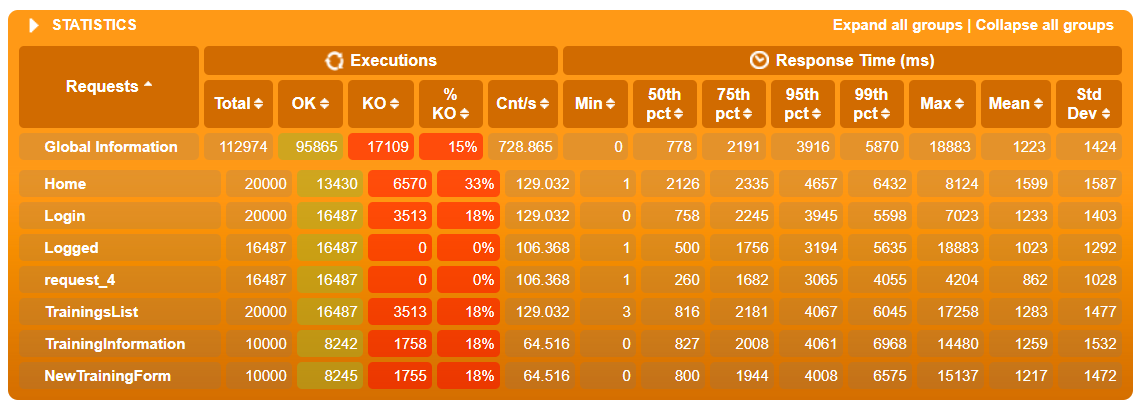 STATISTICS Expand all groups | Collapse all groups
Requests Executions Response Time (ms)
Total OK KO % KO Cnt/s Min 50th pct 75th pct 95th pct 99th pct Max Mean Std Dev
Global Information 112974 95865 17109 15% 728.865 0 778 2191 3916 5870 18883 1223 1424
Home 20000 13430 6570 33% 129.032 1 2126 2335 4657 6432 8124 1599 1587
Login 20000 16487 3513 18% 129.032 0 758 2245 3945 5598 7023 1233 1403
Logged 16487 16487 0 0% 106.368 1 500 1756 3194 5635 18883 1023 1292
request_4 16487 16487 0 0% 106.368 1 260 1682 3065 4055 4204 862 1028
TrainingsList 20000 16487 3513 18% 129.032 3 816 2181 4067 6045 17258 1283 1477
TrainingInformation 10000 8242 1758 18% 64.516 0 827 2008 4061 6968 14480 1259 1532
NewTrainingForm 10000 8245 1755 18% 64.516 0 800 1944 4008 6575 15137 1217 1472